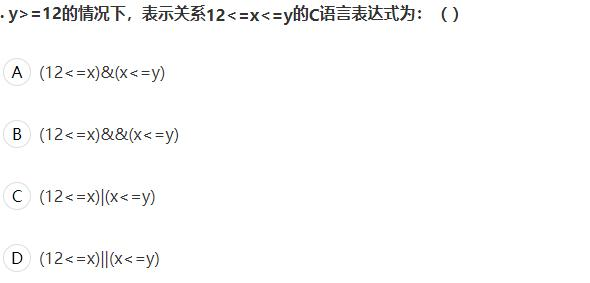 . y>=12的情况下，表示关系12<=x<=y的C语言表达式为：（ ）
A (12<=x)&(x<=y)
B (12<=x)&&(x<=y)
C (12<=x)|(x<=y)
D (12<=x)||(x<=y)